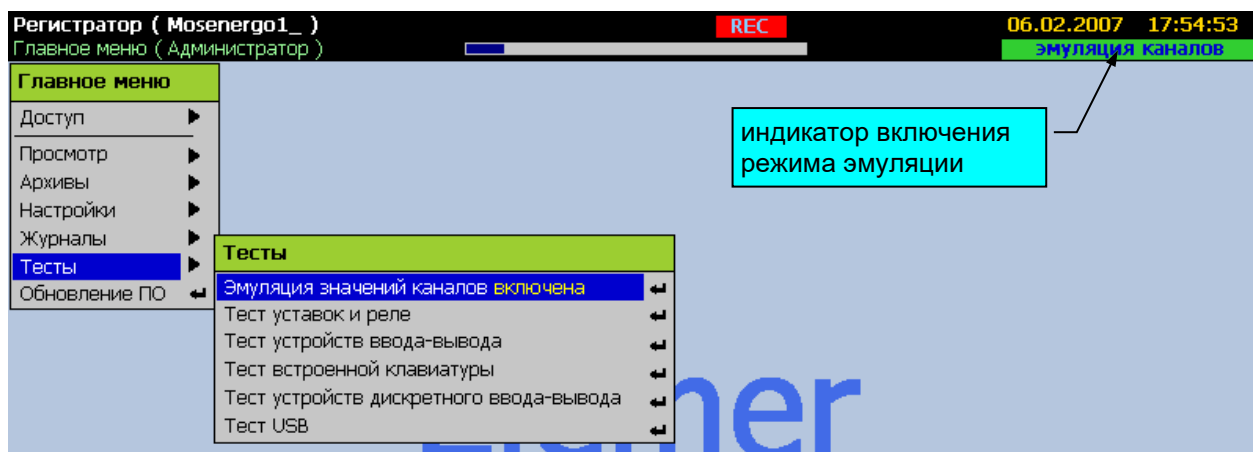 Регистратор ( Mosenergo1_ )
REC
06.02.2007 17:54:53
Главное меню ( Администратор )
эмуляция каналов
Главное меню
Доступ
Просмотр
Архивы
Настройки
Журналы
Тесты
Обновление ПО
индикатор включения
режима эмуляции
Тесты
Эмуляция значений каналов включена
Тест уставок и реле
Тест устройств ввода-вывода
Тест встроенной клавиатуры
Тест устройств дискретного ввода-вывода
Тест USB